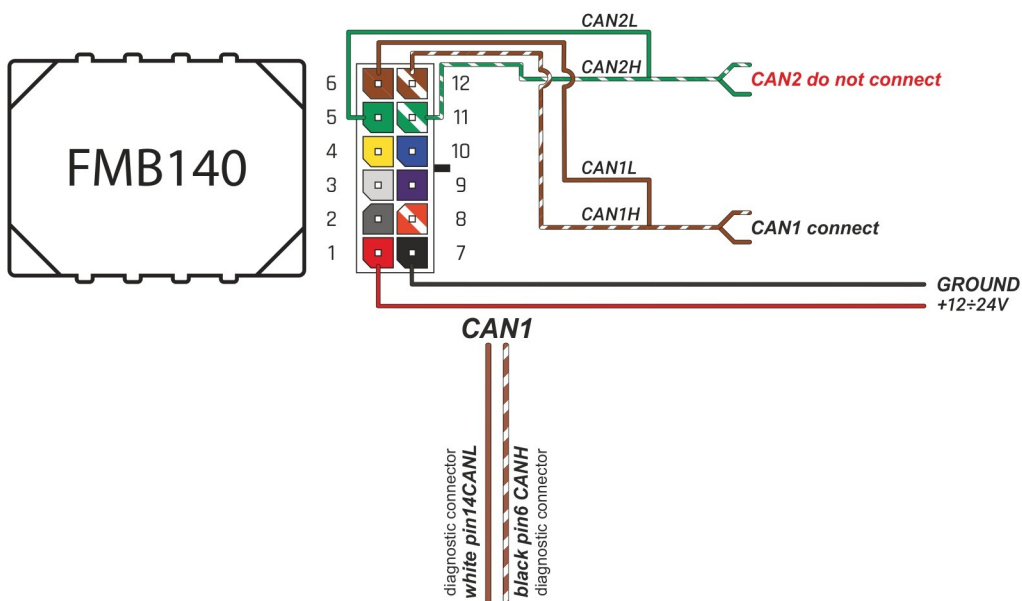 CAN2L
FMB140
6 12
CAN2H
CAN2 do not connect
5 11
4 10
3 9
CAN1L
2 8
CAN1H
CAN1 connect
1 7
GROUND
+12÷24V
CAN1
diagnostic connector
white pin14CANL
black pin6 CANH
diagnostic connector